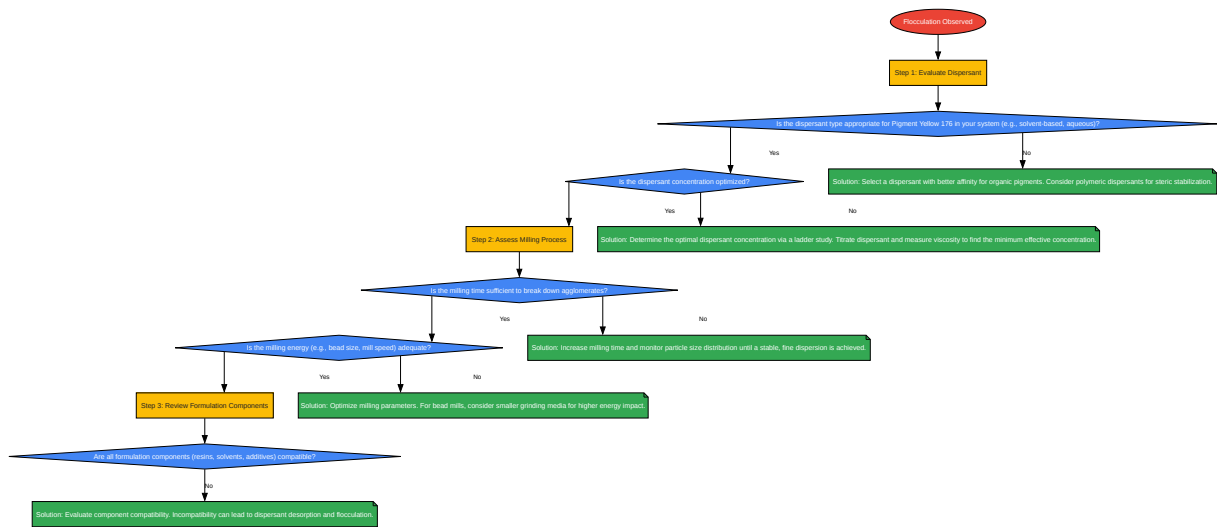 Flocculation Observed
Step 1: Evaluate Dispersant
Is the dispersant type appropriate for Pigment Yellow 176 in your system (e.g., solvent-based, aqueous)?
Yes
No
Is the dispersant concentration optimized?
Solution: Select a dispersant with better affinity for organic pigments. Consider polymeric dispersants for steric stabilization.
Yes
No
Step 2: Assess Milling Process
Solution: Determine the optimal dispersant concentration via a ladder study. Titrate dispersant and measure viscosity to find the minimum effective concentration.
Is the milling time sufficient to break down agglomerates?
Yes
No
Is the milling energy (e.g., bead size, mill speed) adequate?
Solution: Increase milling time and monitor particle size distribution until a stable, fine dispersion is achieved.
Yes
No
Step 3: Review Formulation Components
Solution: Optimize milling parameters. For bead mills, consider smaller grinding media for higher energy impact.
Are all formulation components (resins, solvents, additives) compatible?
No
Solution: Evaluate component compatibility. Incompatibility can lead to dispersant desorption and flocculation.